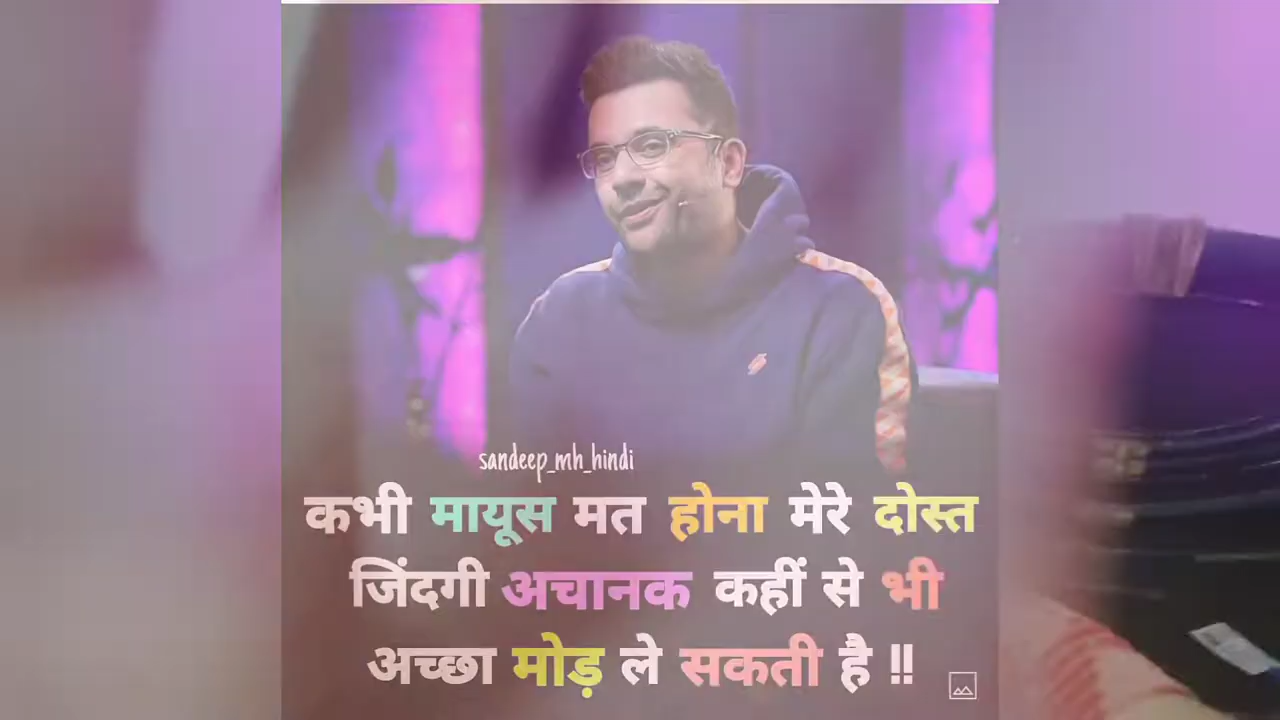 sandeep_mh_hindi
कभी मायूस मत होना मेरे दोस्त
जिंदगी अचानक कहीं से भी
अच्छा मोड़ ले सकती है !!